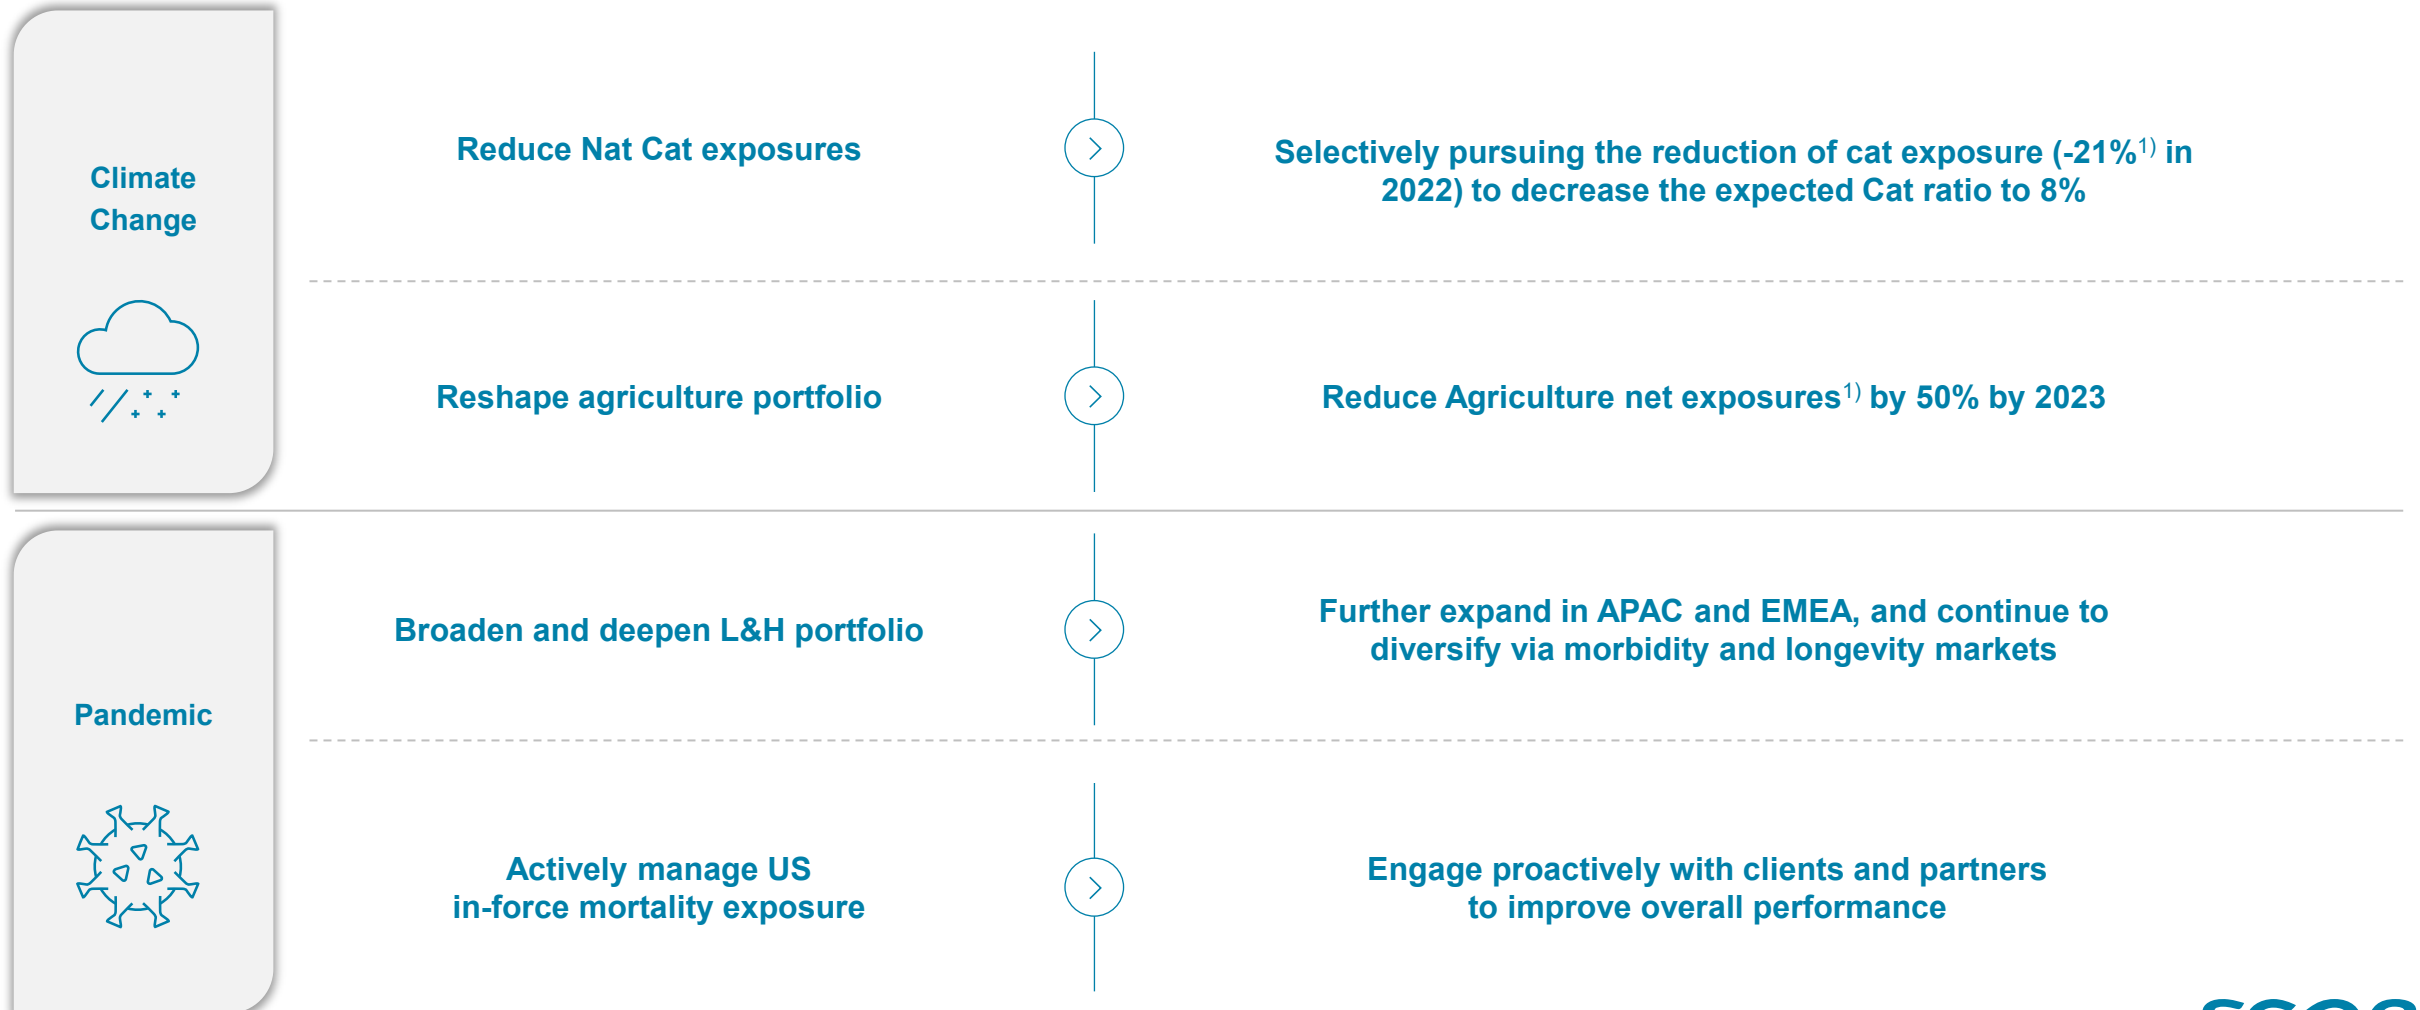 Climate
Change
Reduce Nat Cat exposures
Selectively pursuing the reduction of cat exposure (-21%1) in
2022) to decrease the expected Cat ratio to 8%
Reshape agriculture portfolio
Reduce Agriculture net exposures1) by 50% by 2023
Pandemic
Broaden and deepen L&H portfolio
Further expand in APAC and EMEA, and continue to
diversify via morbidity and longevity markets
Actively manage US
in-force mortality exposure
Engage proactively with clients and partners
to improve overall performance